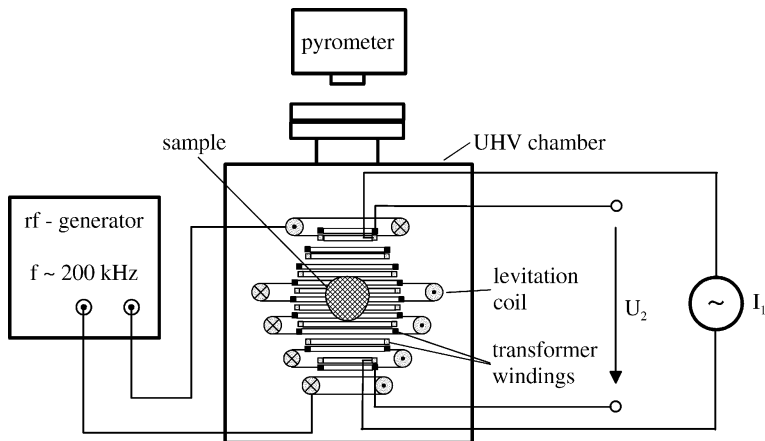 pyrometer
sample
UHV chamber
rf - generator
f ~ 200 kHz
levitation
coil
U₂
~
I₁
transformer
windings